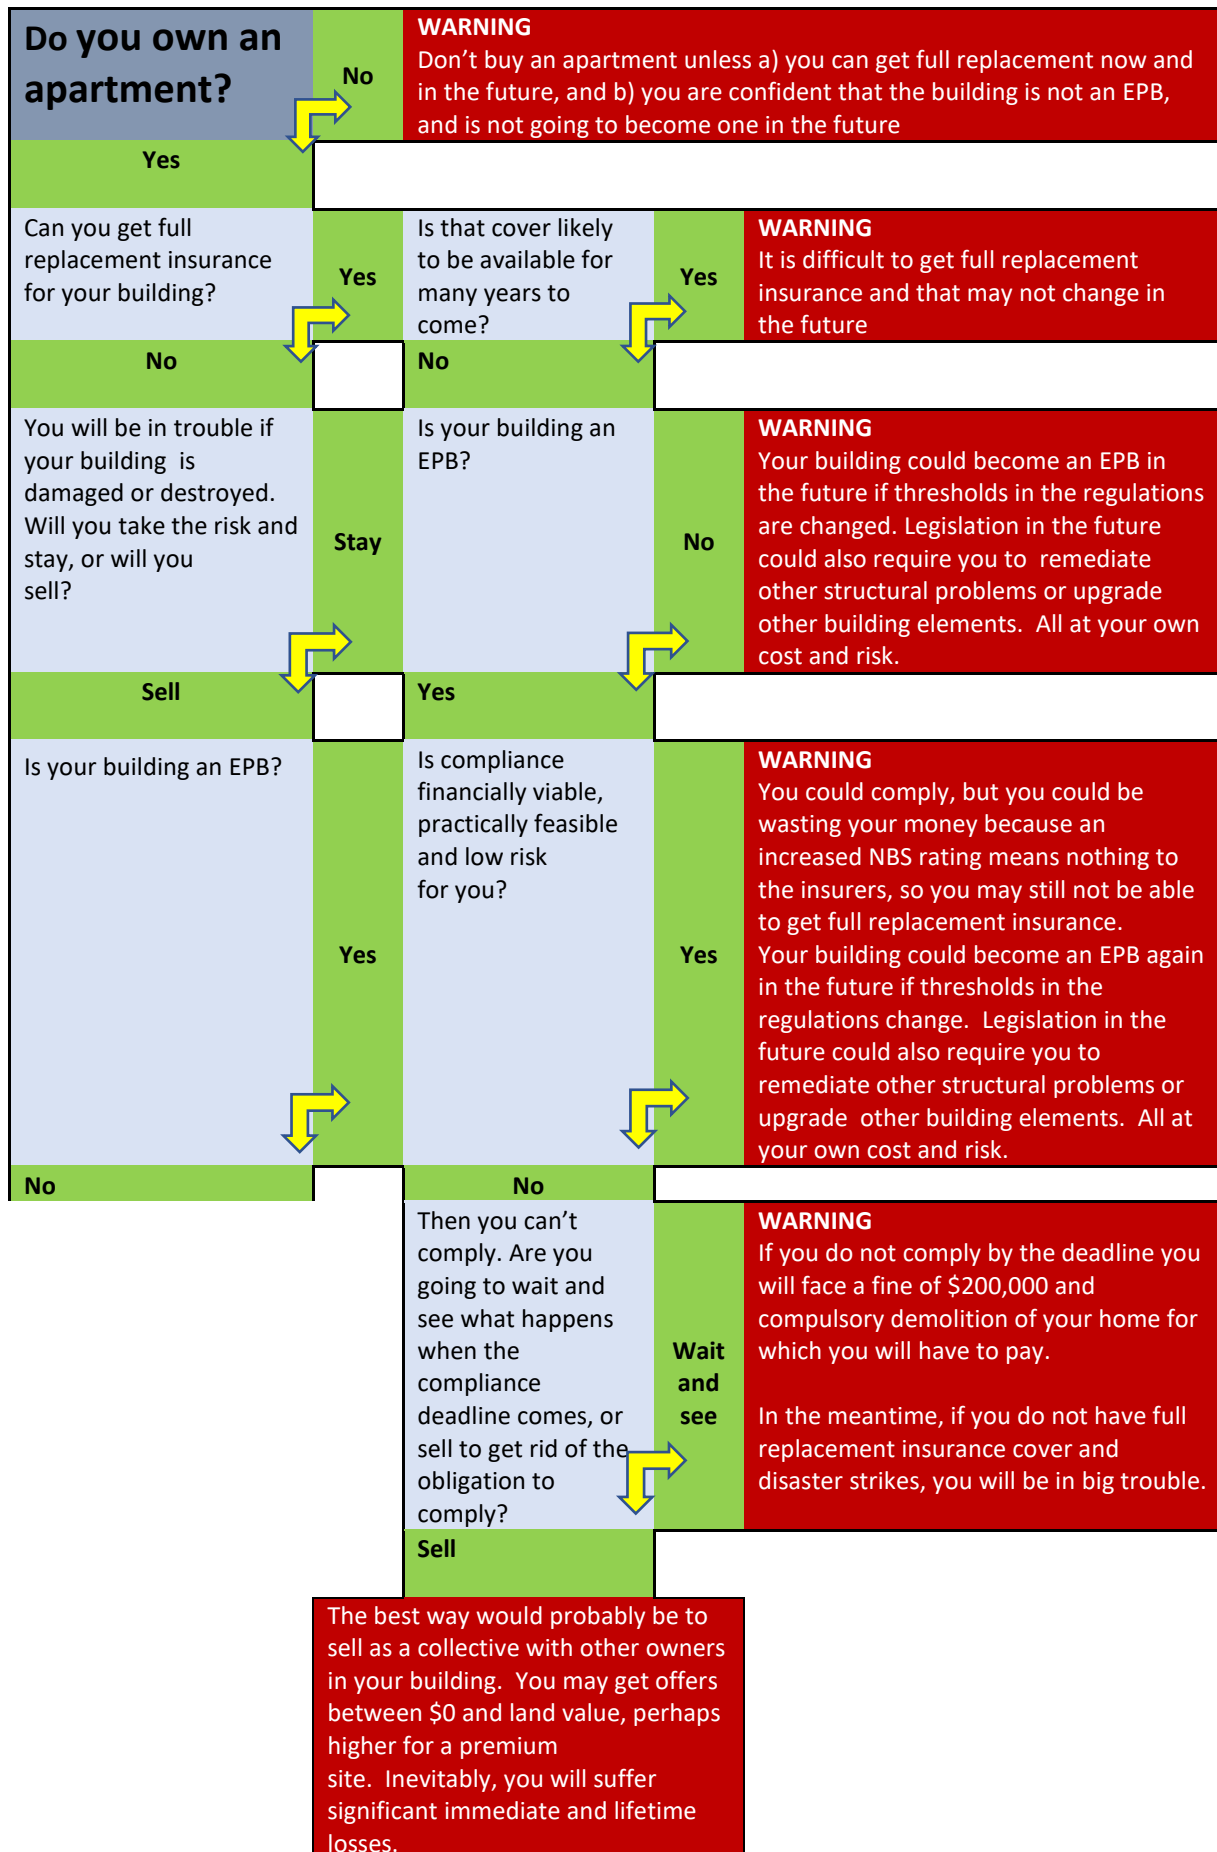 Do you own an
apartment?
No
WARNING
Don’t buy an apartment unless a) you can get full replacement now and
in the future, and b) you are confident that the building is not an EPB,
and is not going to become one in the future
Yes
Can you get full
replacement insurance
for your building?
Yes
Is that cover likely
to be available for
many years to
come?
Yes
WARNING
It is difficult to get full replacement
insurance and that may not change in
the future
No
No
You will be in trouble if
your building is
damaged or destroyed.
Will you take the risk and
stay, or will you
sell?
Stay
Is your building an
EPB?
No
WARNING
Your building could become an EPB in
the future if thresholds in the regulations
are changed. Legislation in the future
could also require you to remediate
other structural problems or upgrade
other building elements. All at your own
cost and risk.
Sell
Yes
Is your building an EPB?
Yes
Is compliance
financially viable,
practically feasible
and low risk
for you?
Yes
WARNING
You could comply, but you could be
wasting your money because an
increased NBS rating means nothing to
the insurers, so you may still not be able
to get full replacement insurance.
Your building could become an EPB again
in the future if thresholds in the
regulations change. Legislation in the
future could also require you to
remediate other structural problems or
upgrade other building elements. All at
your own cost and risk.
No
No
Then you can’t
comply. Are you
going to wait and
see what happens
when the
compliance
deadline comes, or
sell to get rid of the
obligation to
comply?
Wait
and
see
WARNING
If you do not comply by the deadline you
will face a fine of $200,000 and
compulsory demolition of your home for
which you will have to pay.
In the meantime, if you do not have full
replacement insurance cover and
disaster strikes, you will be in big trouble.
Sell
The best way would probably be to
sell as a collective with other owners
in your building. You may get offers
between $0 and land value, perhaps
higher for a premium
site. Inevitably, you will suffer
significant immediate and lifetime
losses.